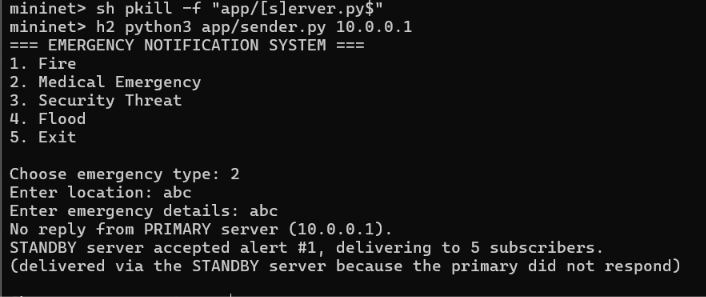 mininet> sh pkill -f "app/[s]erver.py$"
mininet> h2 python3 app/sender.py 10.0.0.1
=== EMERGENCY NOTIFICATION SYSTEM ===
1. Fire
2. Medical Emergency
3. Security Threat
4. Flood
5. Exit
Choose emergency type: 2
Enter location: abc
Enter emergency details: abc
No reply from PRIMARY server (10.0.0.1).
STANDBY server accepted alert #1, delivering to 5 subscribers.
(delivered via the STANDBY server because the primary did not respond)